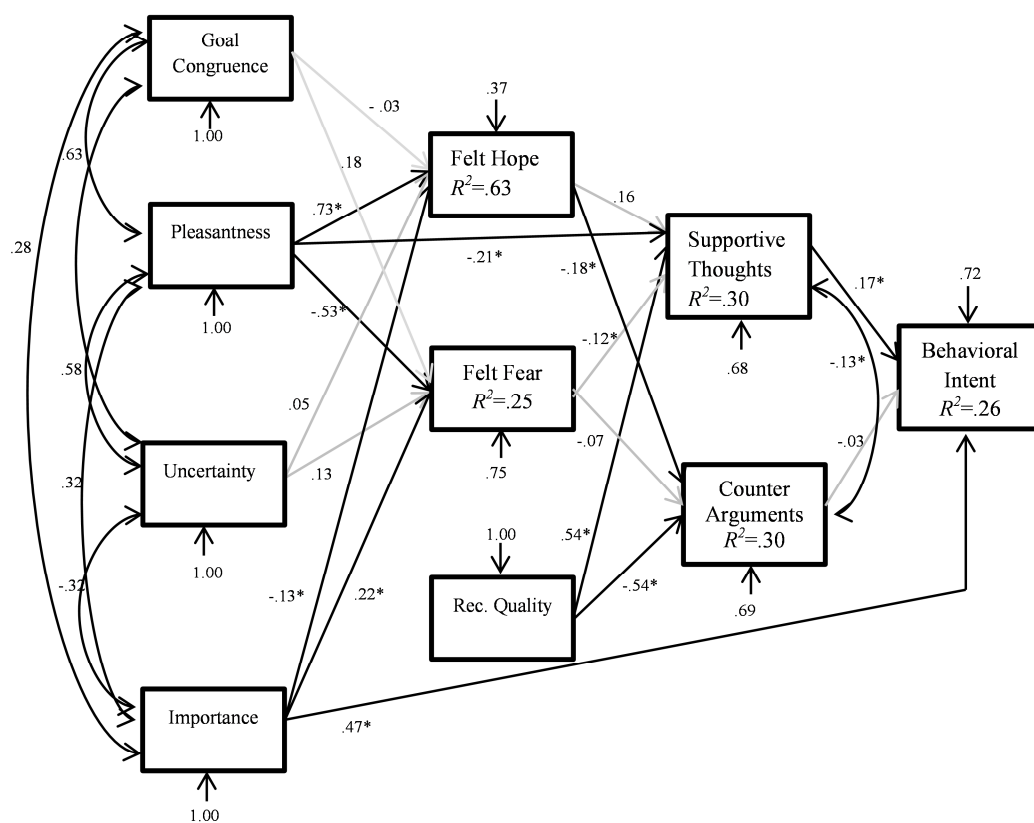 Goal
Congruence
1.00
.63
.28
Pleasantness
1.00
.58
.32
Uncertainty
1.00
-.32
Importance
1.00
- .03
.18
.73*
-.21*
-.53*
.05
.13
-.13*
.22*
.47*
.37
Felt Hope
R²=.63
Felt Fear
R²=.25
.75
1.00
Rec. Quality
.16
-.18*
-.12*
-.07
.54*
-.54*
Supportive
Thoughts
R²=.30
.68
Counter
Arguments
R²=.30
.69
.17*
-.13*
-.03
.72
Behavioral
Intent
R²=.26